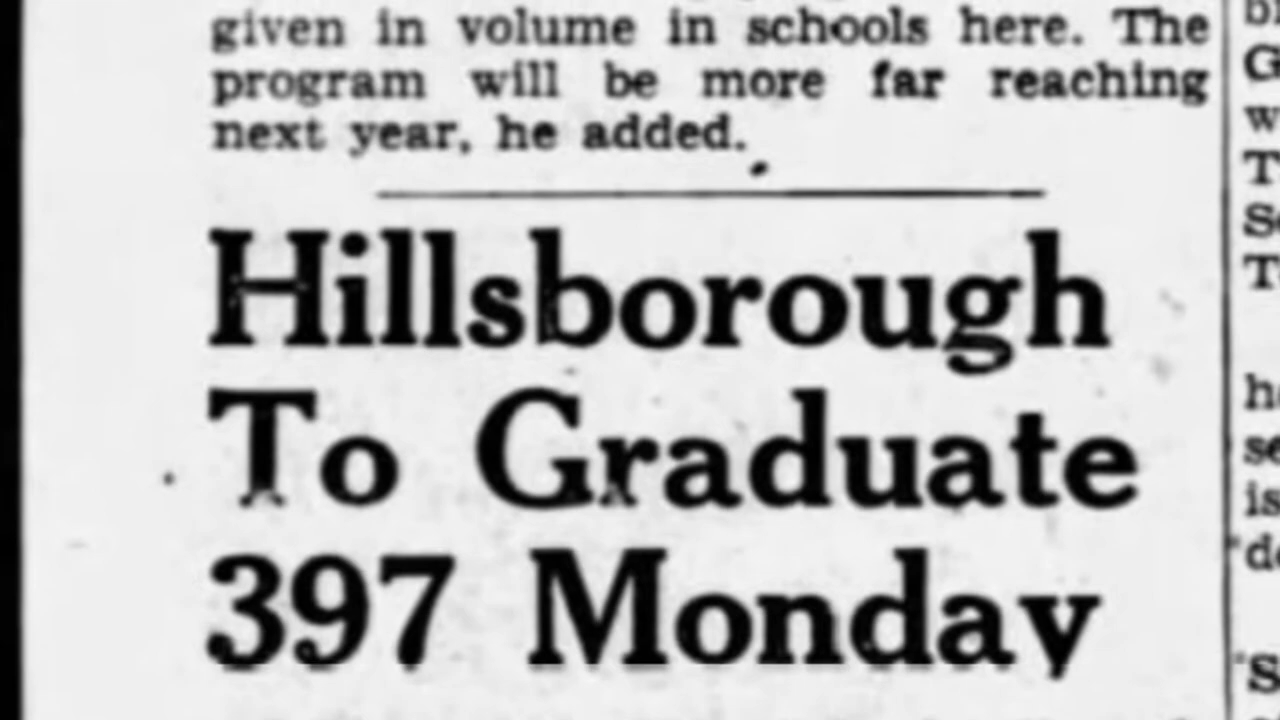 given in volume in schools here. The
program will be more far reaching
next year, he added.
Hillsborough
To Graduate
397 Monday